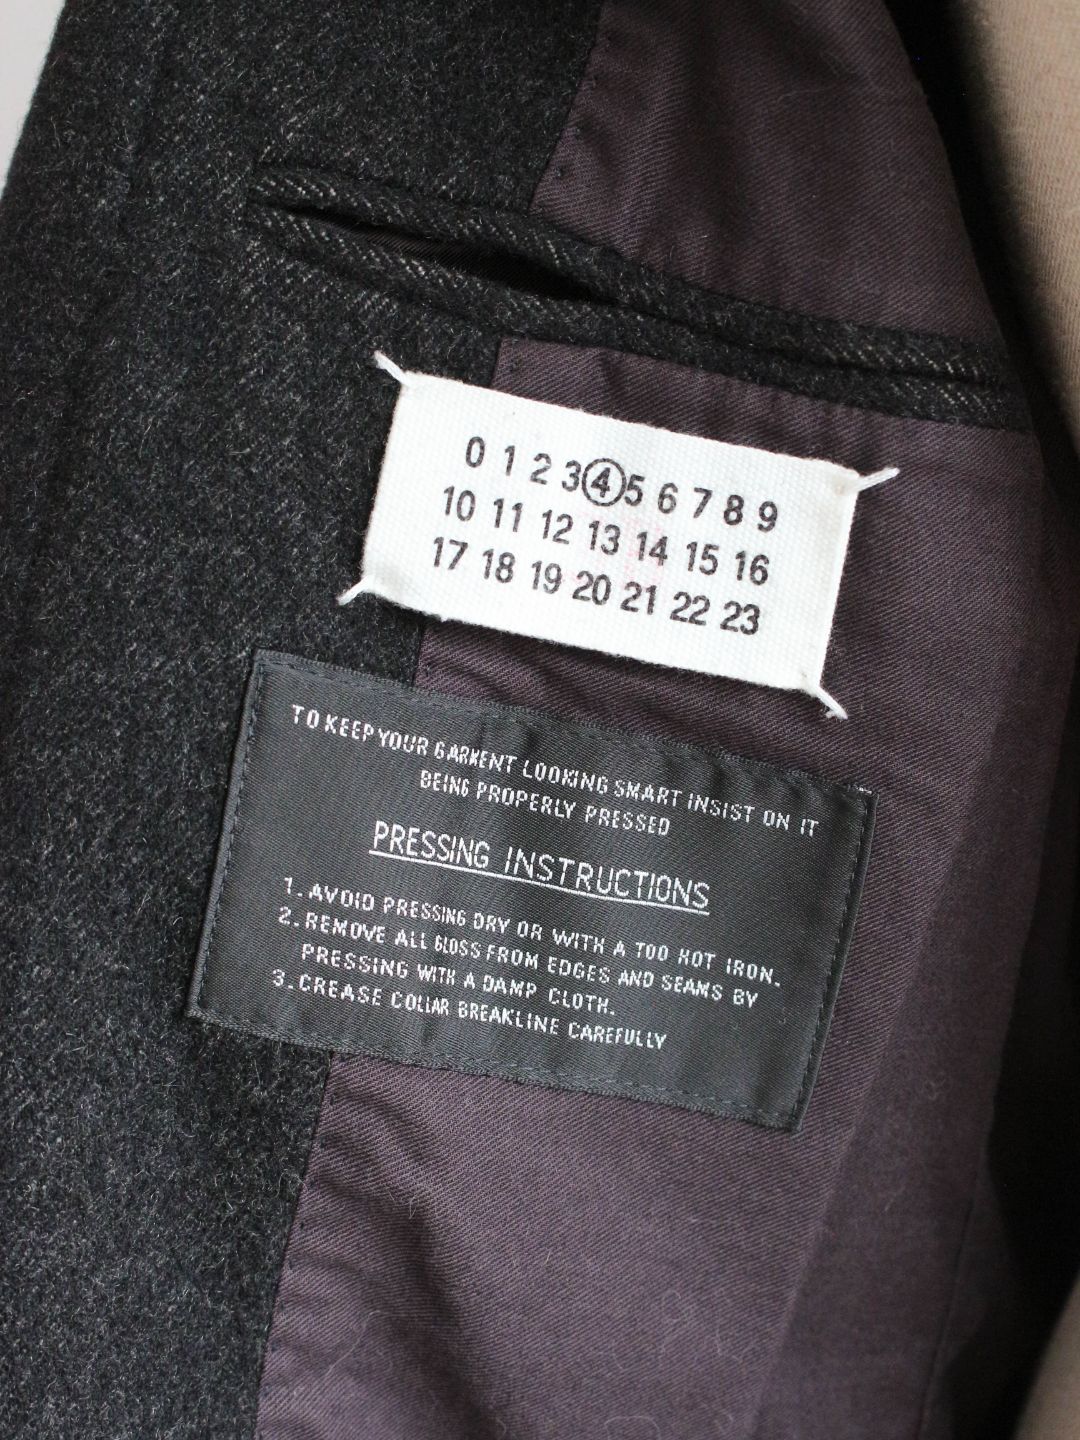 0 1 2 3 4 5 6 7 8 9
10 11 12 13 14 15 16
17 18 19 20 21 22 23
TO KEEP YOUR GARMENT LOOKING SMART INSIST ON IT
BEING PROPERLY PRESSED
PRESSING INSTRUCTIONS
1. AVOID PRESSING DRY OR WITH A TOO HOT IRON.
2. REMOVE ALL GLOSS FROM EDGES AND SEAMS BY
PRESSING WITH A DAMP CLOTH.
3. CREASE COLLAR BREAKLINE CAREFULLY